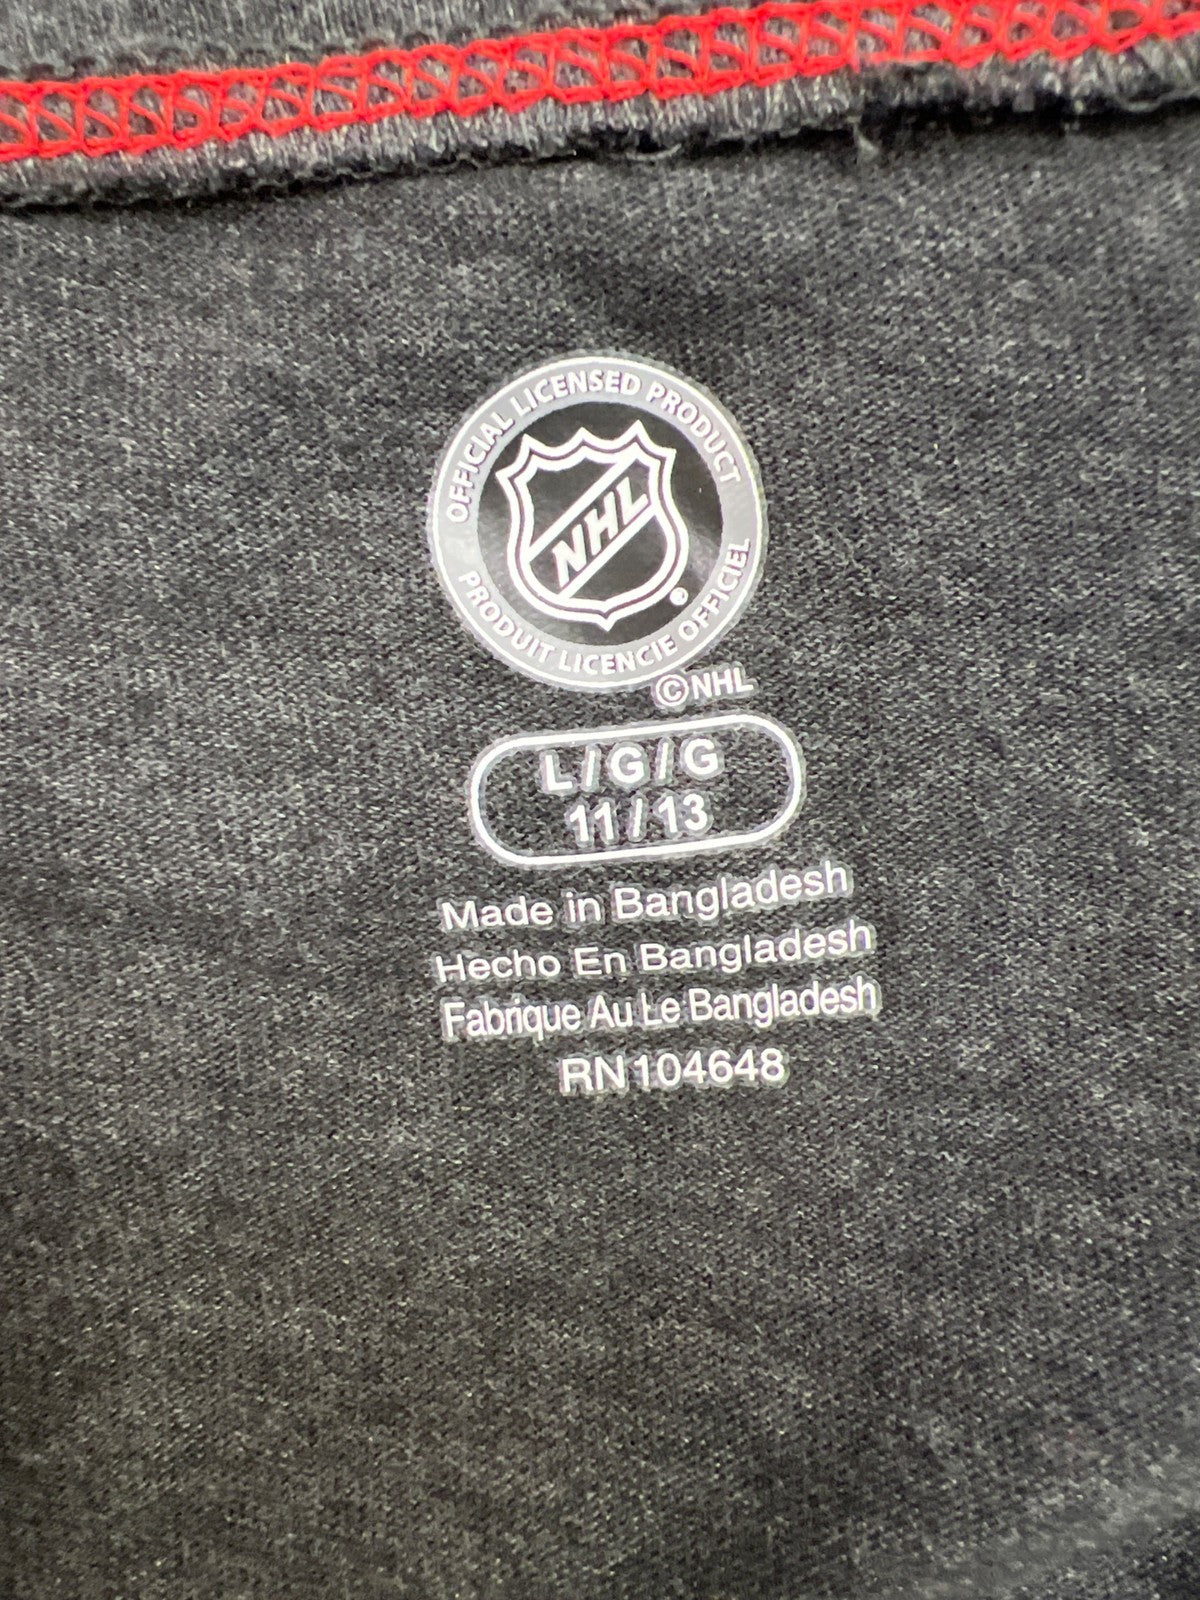 OFFICIAL LICENSED PRODUCT
NHL
®
PRODUIT LICENCIE OFFICIEL
©NHL
L/G/G
11/13
Made in Bangladesh
Hecho En Bangladesh
Fabrique Au Le Bangladesh
RN104648